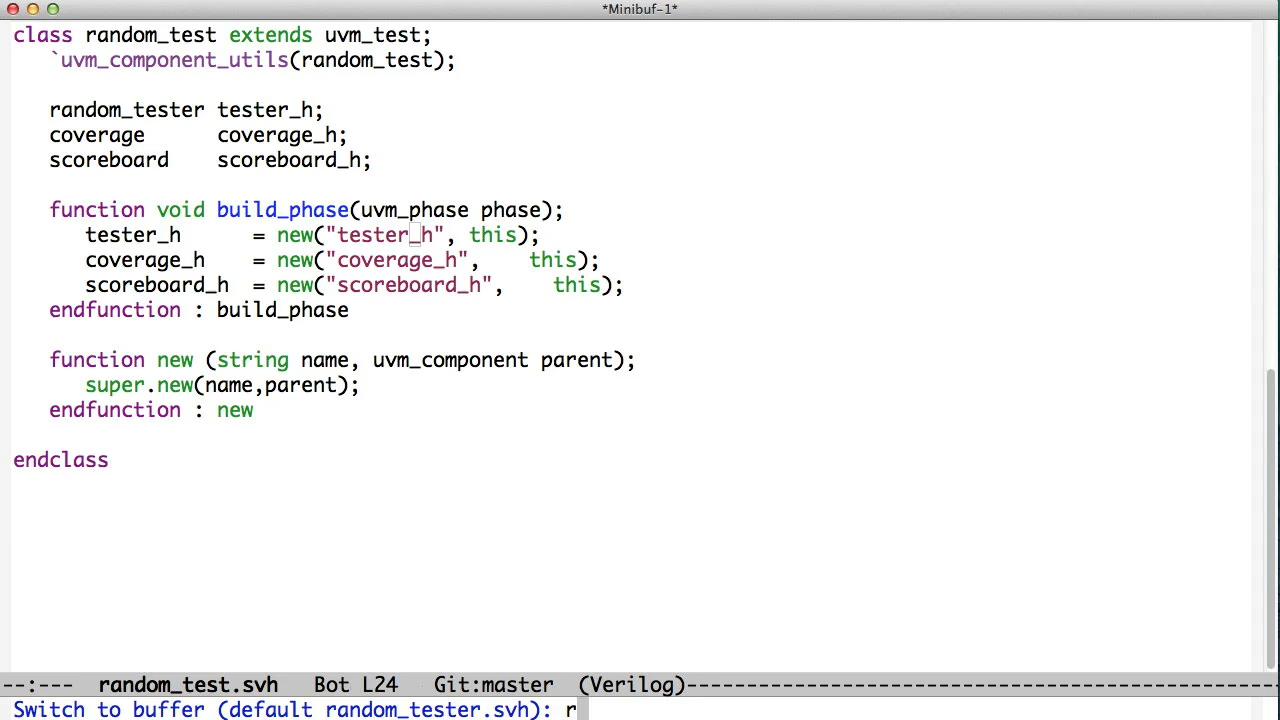 *Minibuf-1*
class random_test extends uvm_test;
   `uvm_component_utils(random_test);

   random_tester tester_h;
   coverage      coverage_h;
   scoreboard    scoreboard_h;

   function void build_phase(uvm_phase phase);
      tester_h      = new("tester_h", this);
      coverage_h    = new("coverage_h",    this);
      scoreboard_h  = new("scoreboard_h",    this);
   endfunction : build_phase

   function new (string name, uvm_component parent);
      super.new(name,parent);
   endfunction : new

endclass
--:---  random_test.svh   Bot L24   Git:master  (Verilog)--------------------------------------------------
Switch to buffer (default random_tester.svh): r